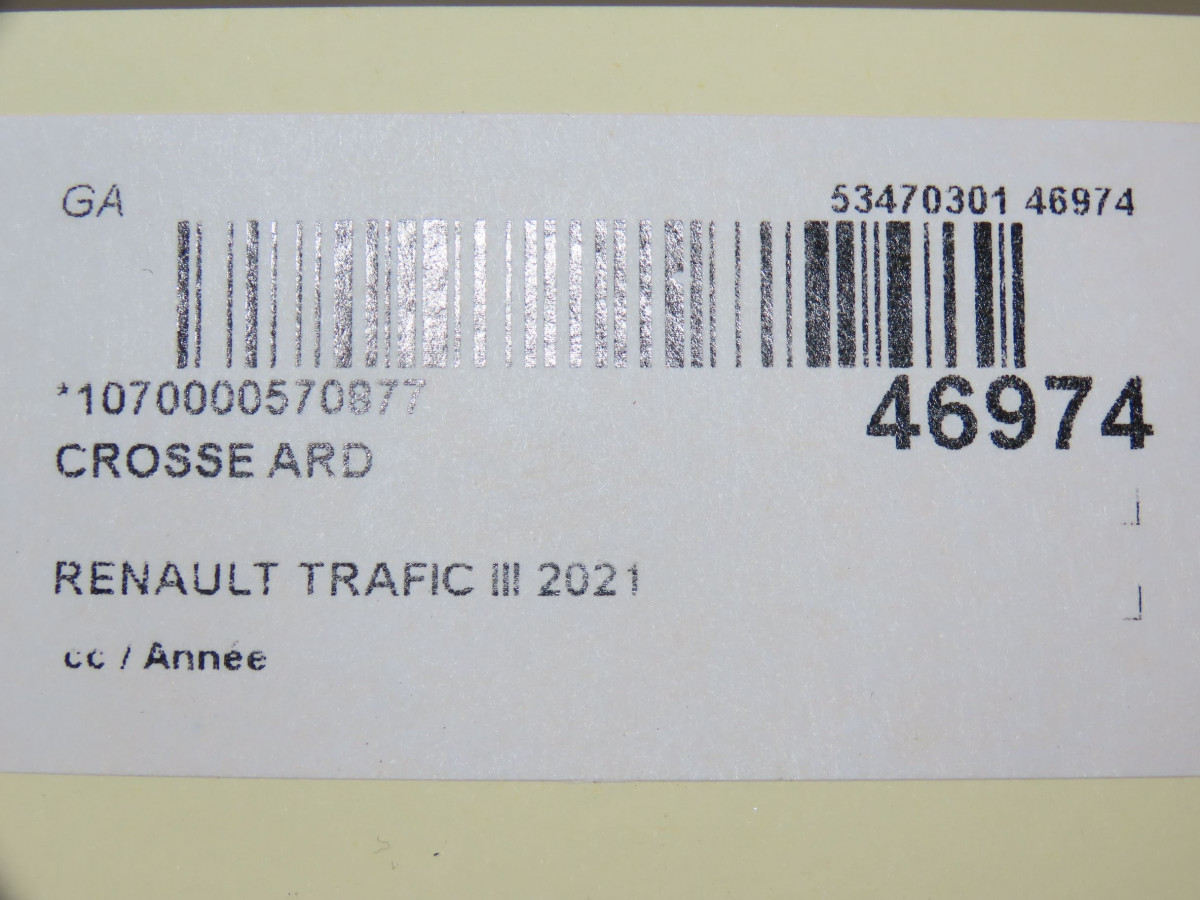 GA
53470301 46974
*1070000570877
46974
CROSSE ARD
RENAULT TRAFIC III 2021
cc / Année